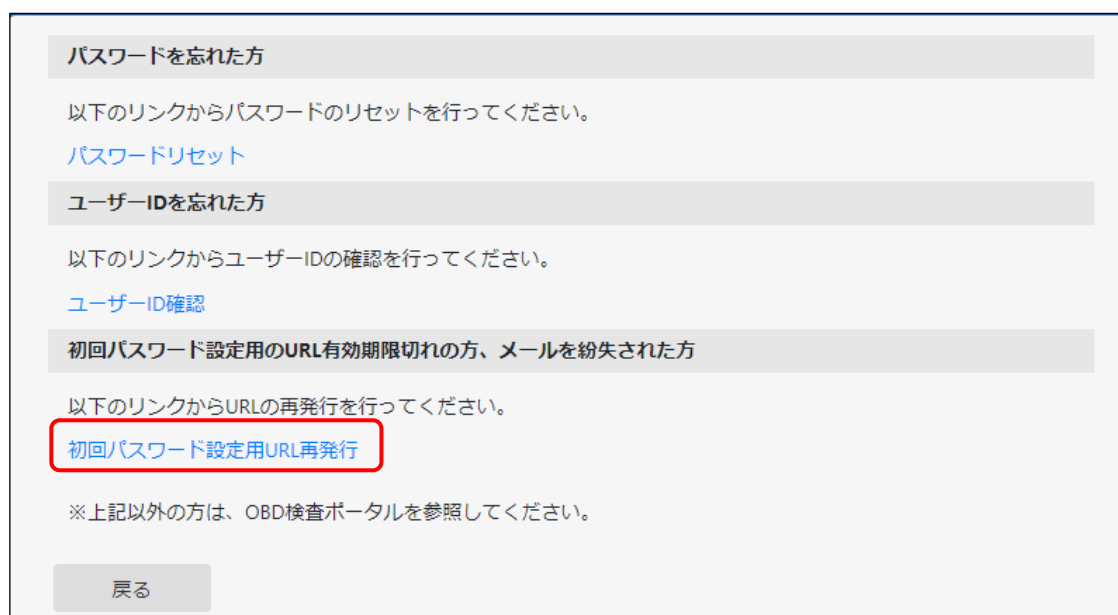 パスワードを忘れた方
以下のリンクからパスワードのリセットを行ってください。
パスワードリセット
ユーザーIDを忘れた方
以下のリンクからユーザーIDの確認を行ってください。
ユーザーID確認
初回パスワード設定用のURL有効期限切れの方、メールを紛失された方
以下のリンクからURLの再発行を行ってください。
初回パスワード設定用URL再発行
※上記以外の方は、OBD検査ポータルを参照してください。
戻る